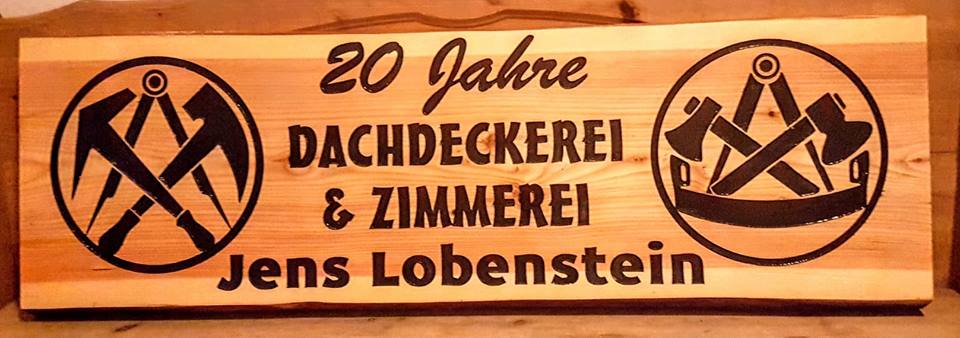 20 Jahre
DACHDECKEREI
& ZIMMEREI
Jens Lobenstein